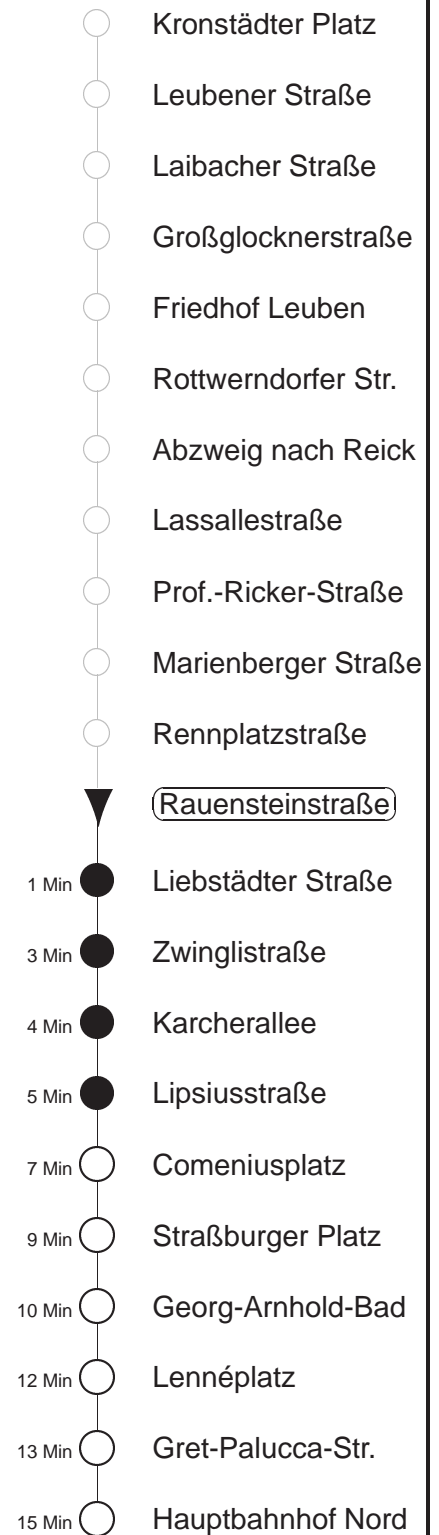 Kronstädter Platz
Leubener Straße
Laibacher Straße
Großglocknerstraße
Friedhof Leuben
Rottwerndorfer Str.
Abzweig nach Reick
Lassallestraße
Prof.-Ricker-Straße
Marienberger Straße
Rennplatzstraße
Rauensteinstraße
1 Min Liebstädter Straße
3 Min Zwinglistraße
4 Min Karcherallee
5 Min Lipsiusstraße
7 Min Comeniusplatz
9 Min Straßburger Platz
10 Min Georg-Arnhold-Bad
12 Min Lennéplatz
13 Min Gret-Palucca-Str.
15 Min Hauptbahnhof Nord